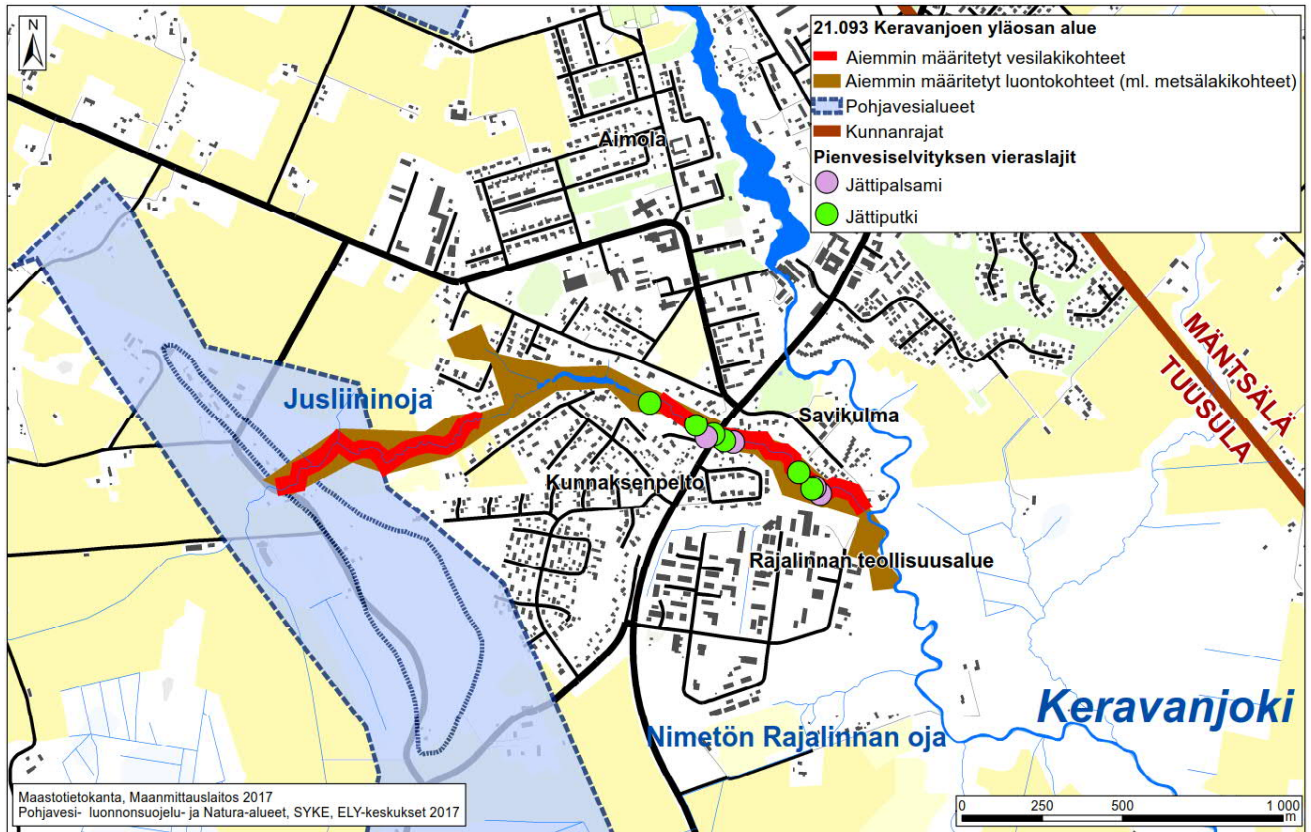 N
21.093 Keravanjoen yläosan alue
Aiemmin määritetyt vesilakikohteet
Aiemmin määritetyt luontokohteet (ml. metsälakikohteet)
Pohjavesialueet
Kunnanrajat
Pienvesiselvityksen vieraslajit
Jättipalsami
Jättiputki
Aimola
MÄNTSÄLÄ
TUUSULA
Jusliininoja
Savikulma
Kunnaksenpelto
Rajalinnan teollisuusalue
Keravanjoki
Nimetön Rajalinnan oja
Maastotietokanta, Maanmittauslaitos 2017
Pohjavesi- luonnonsuojelu- ja Natura-alueet, SYKE, ELY-keskukset 2017
0 250 500 1 000
m